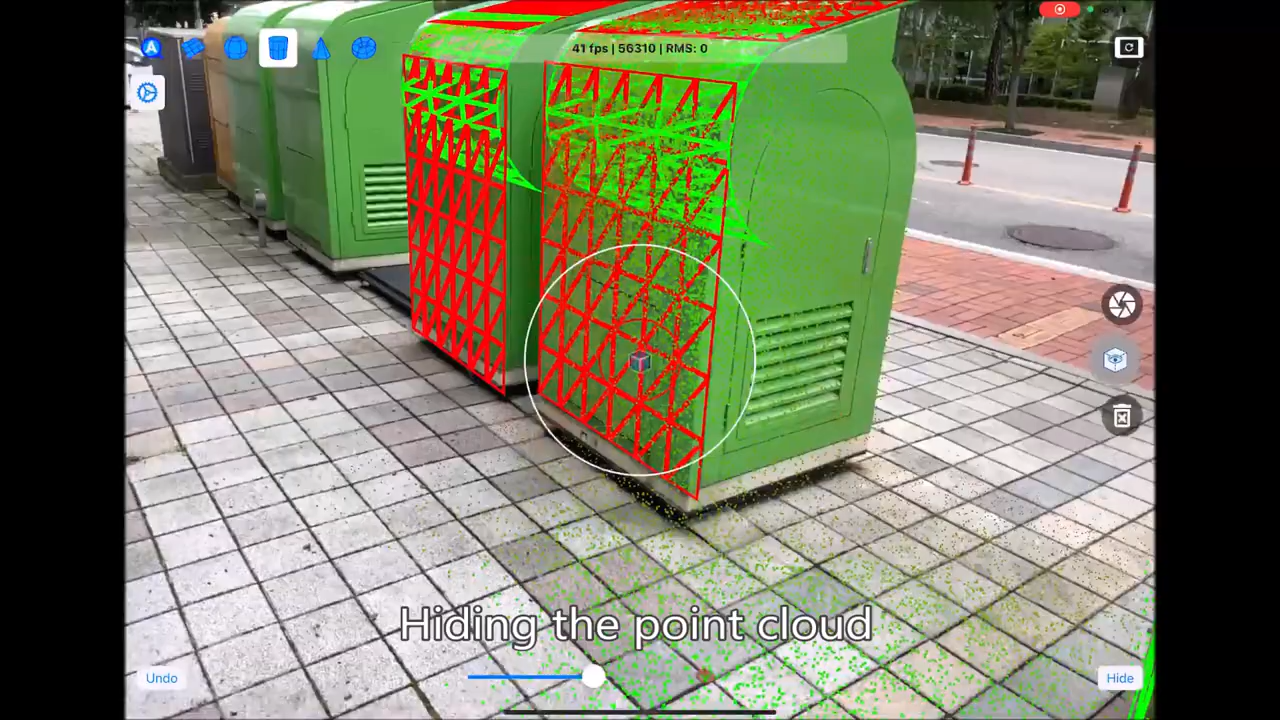 A
41 fps | 56310 | RMS: 0
Hiding the point cloud
Undo
Hide